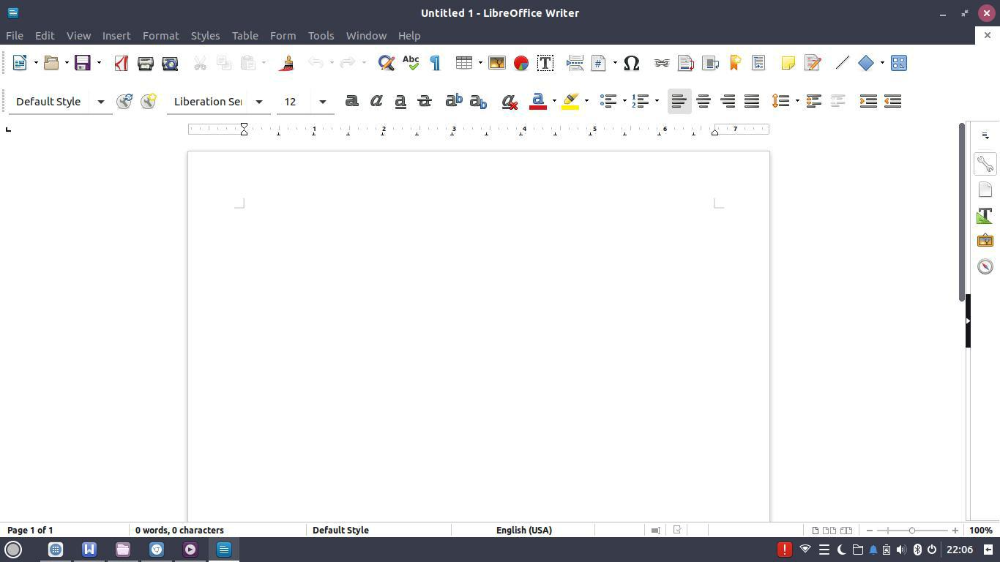 Untitled 1 - LibreOffice Writer
File Edit View Insert Format Styles Table Form Tools Window Help
Abc
Default Style Liberation Ser 12
1 2 3 4 5 6 7
Page 1 of 1 0 words, 0 characters Default Style English (USA) 100%
22:06